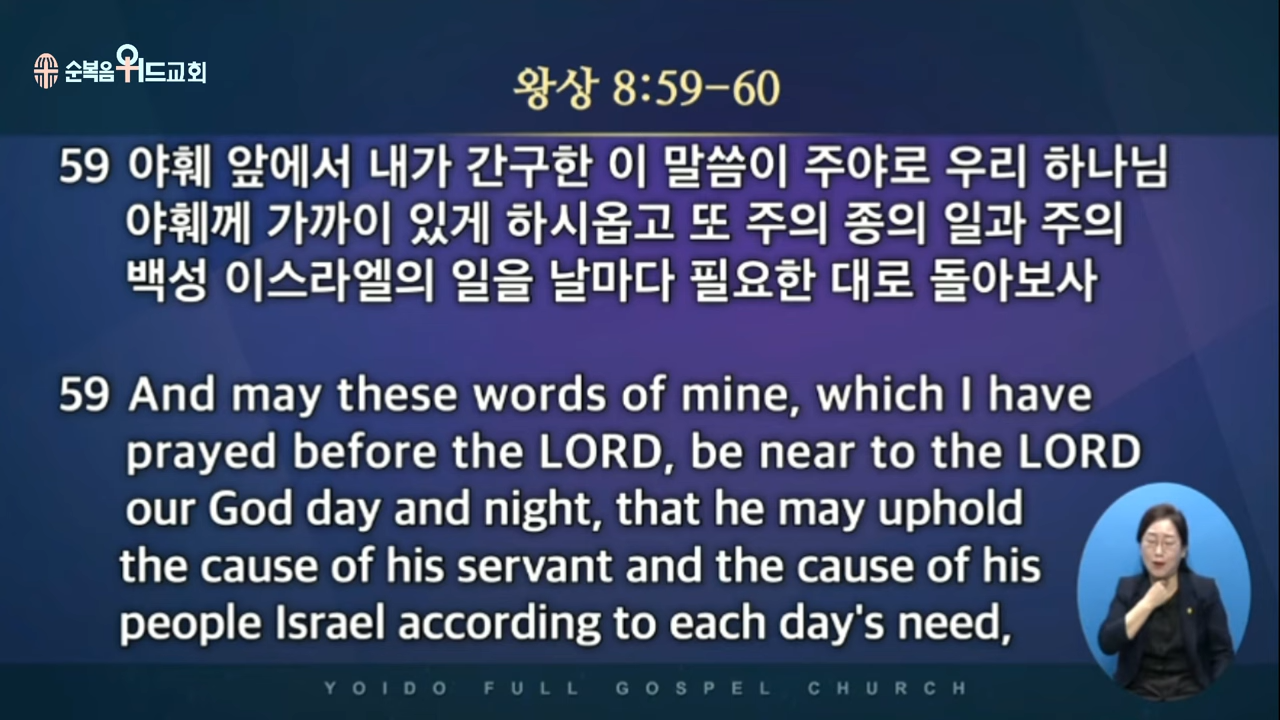 순복음위드교회
왕상 8:59-60
59 야훼 앞에서 내가 간구한 이 말씀이 주야로 우리 하나님
야훼께 가까이 있게 하시옵고 또 주의 종의 일과 주의
백성 이스라엘의 일을 날마다 필요한 대로 돌아보사
59 And may these words of mine, which I have
prayed before the LORD, be near to the LORD
our God day and night, that he may uphold
the cause of his servant and the cause of his
people Israel according to each day's need,
YOIDO FULL GOSPEL CHURCH